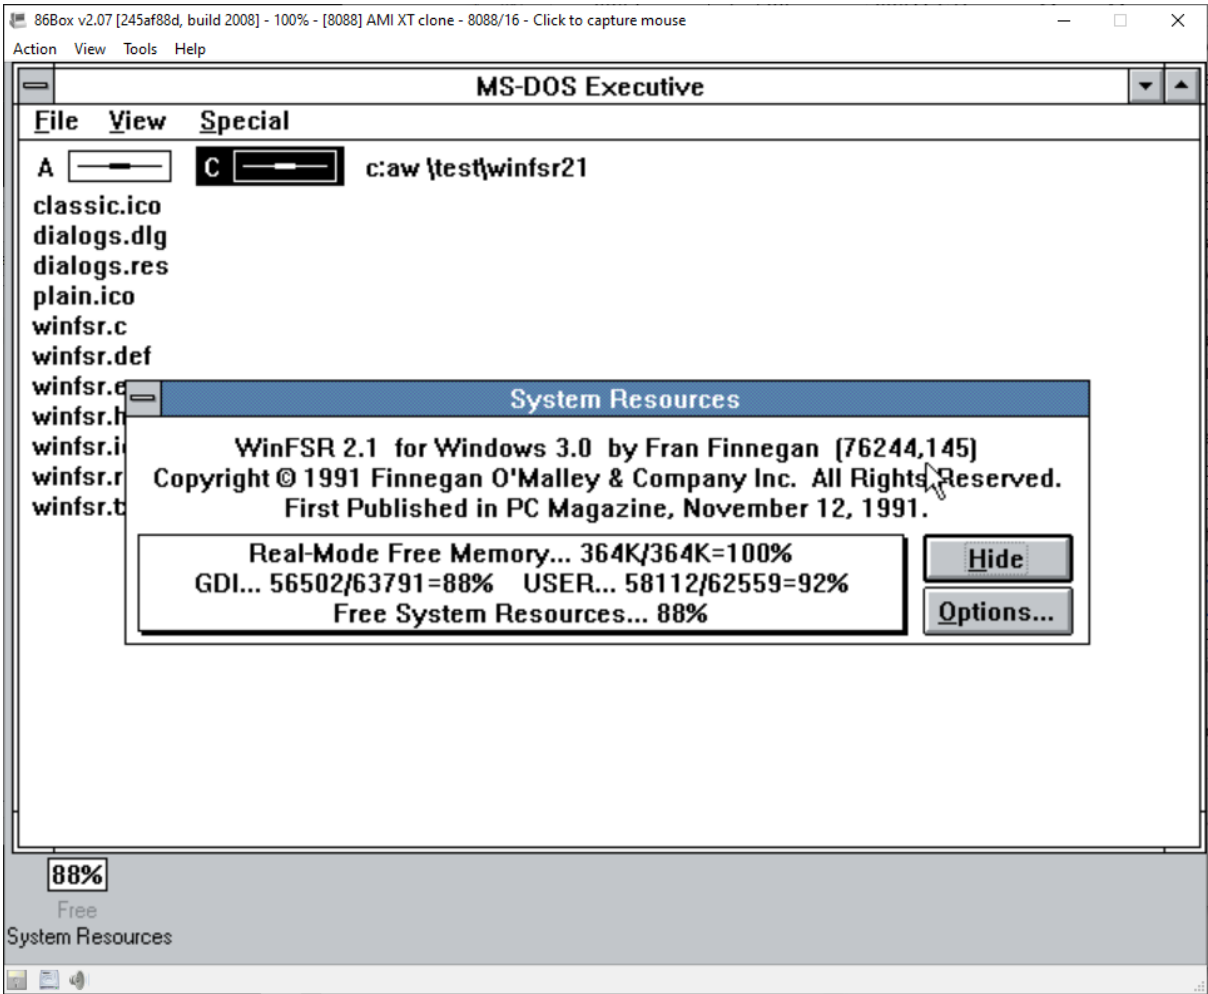 86Box v2.07 [245af88d, build 2008] - 100% - [8088] AMI XT clone - 8088/16 - Click to capture mouse
Action View Tools Help
MS-DOS Executive
File View Special
A C c:aw \test\winfsr21
classic.ico
dialogs.dlg
dialogs.res
plain.ico
winfsr.c
winfsr.def
winfsr.e
winfsr.h
winfsr.i
winfsr.r
winfsr.t
System Resources
WinFSR 2.1 for Windows 3.0 by Fran Finnegan (76244,145)
Copyright © 1991 Finnegan O'Malley & Company Inc. All Rights Reserved.
First Published in PC Magazine, November 12, 1991.
Real-Mode Free Memory... 364K/364K=100%
GDI... 56502/63791=88% USER... 58112/62559=92%
Free System Resources... 88%
Hide
Options...
88%
Free
System Resources